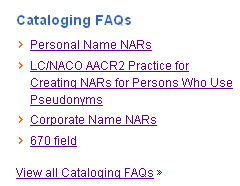 Cataloging FAQs
Personal Name NARs
LC/NACO AACR2 Practice for
Creating NARs for Persons Who Use
Pseudonyms
Corporate Name NARs
670 field
View all Cataloging FAQs »